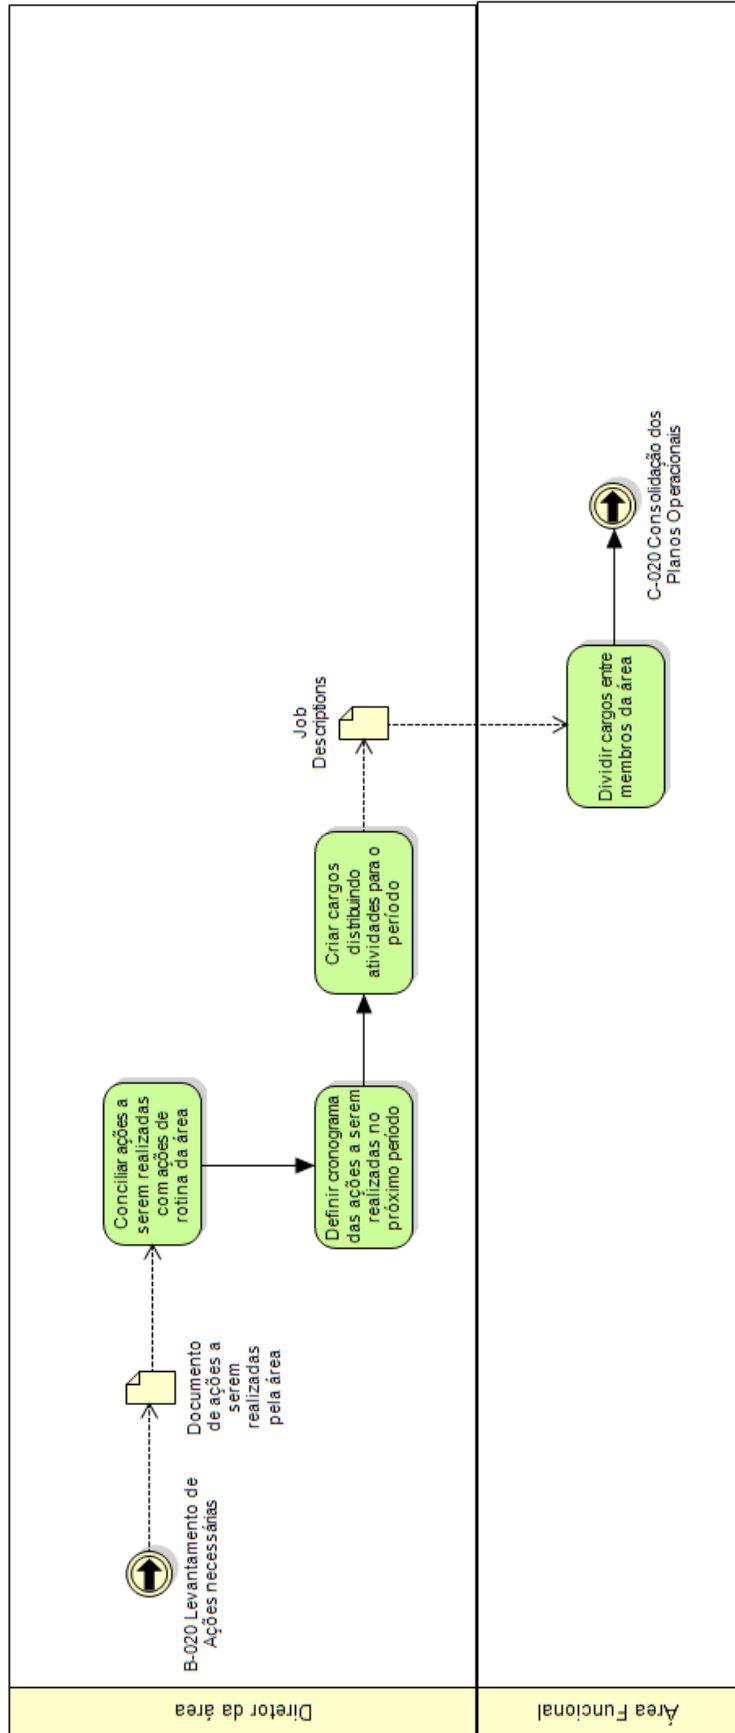 Diretor da área
B-020 Levantamento de
Ações necessárias
Documento
de ações a
serem
realizadas
pela área
Conciliar ações a
serem realizadas
com ações de
rotina da área
Definir cronograma
das ações a serem
realizadas no
próximo período
Criar cargos
distribuindo
atividades para o
período
Job
Descriptions
Área Funcional
Dividir cargos entre
membros da área
C-020 Consolidação dos
Planos Operacionais